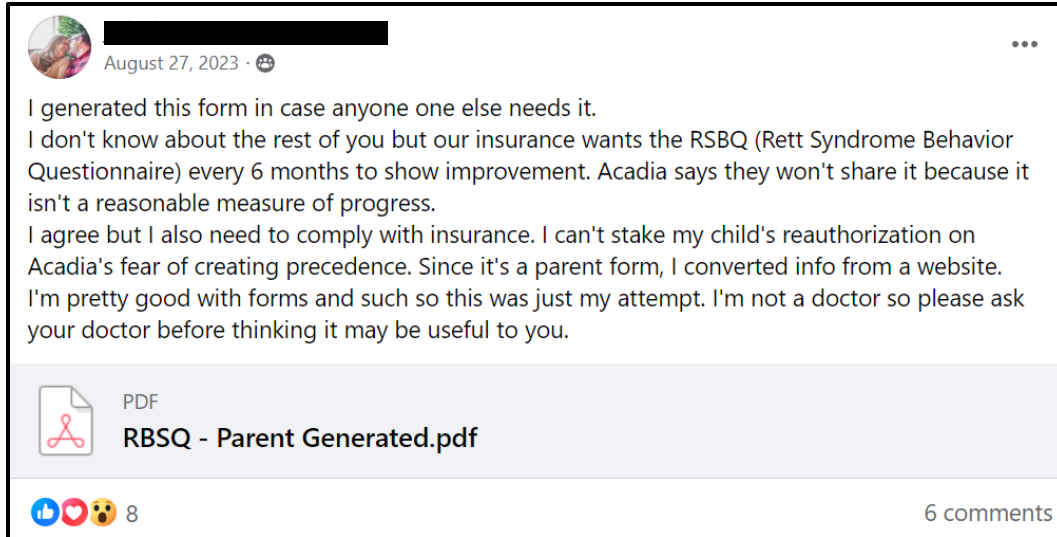 August 27, 2023 ·
I generated this form in case anyone one else needs it.
I don't know about the rest of you but our insurance wants the RSBQ (Rett Syndrome Behavior
Questionnaire) every 6 months to show improvement. Acadia says they won't share it because it
isn't a reasonable measure of progress.
I agree but I also need to comply with insurance. I can't stake my child's reauthorization on
Acadia's fear of creating precedence. Since it's a parent form, I converted info from a website.
I'm pretty good with forms and such so this was just my attempt. I'm not a doctor so please ask
your doctor before thinking it may be useful to you.
PDF
RBSQ - Parent Generated.pdf
8
6 comments